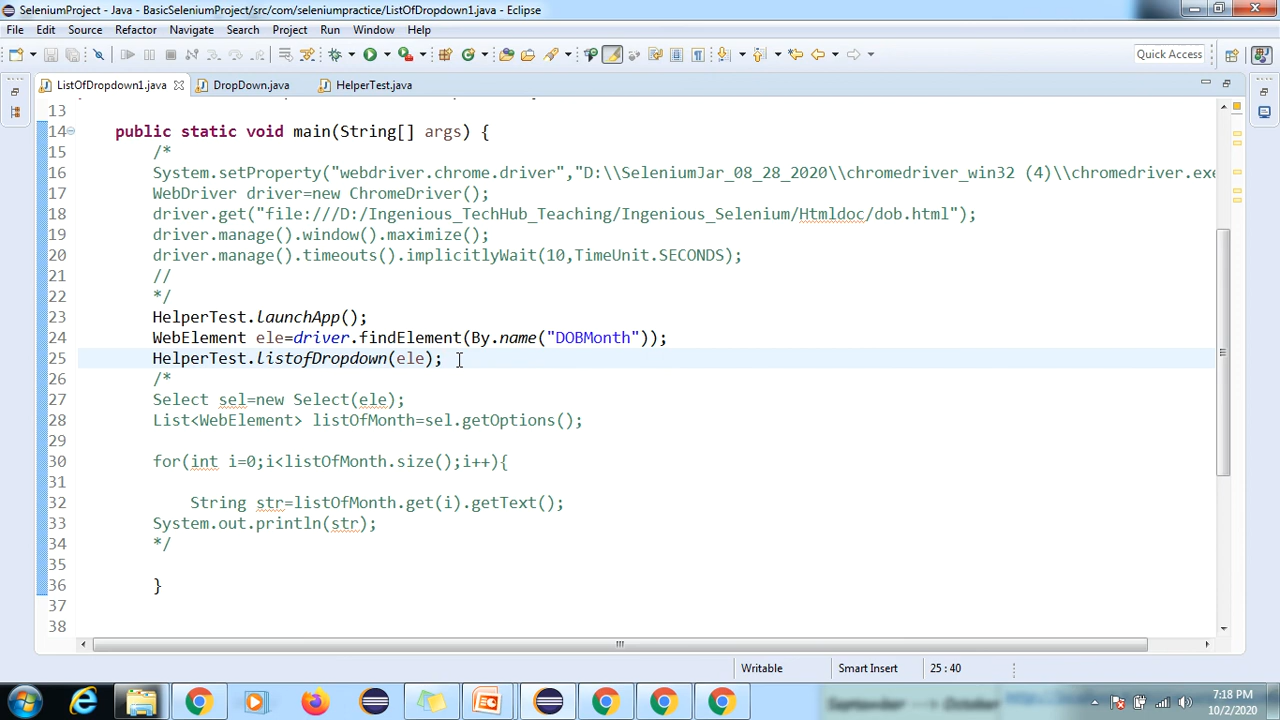 SeleniumProject - Java - BasicSeleniumProject/src/com/seleniumpractice/ListOfDropdown1.java - Eclipse
File Edit Source Refactor Navigate Search Project Run Window Help
Quick Access
ListOfDropdown1.java DropDown.java HelperTest.java
13
14 public static void main(String[] args) {
15 /*
16 System.setProperty("webdriver.chrome.driver","D:\\SeleniumJar_08_28_2020\\chromedriver_win32 (4)\\chromedriver.exe
17 WebDriver driver=new ChromeDriver();
18 driver.get("file:///D:/Ingenious_TechHub_Teaching/Ingenious_Selenium/Htmldoc/dob.html");
19 driver.manage().window().maximize();
20 driver.manage().timeouts().implicitlyWait(10,TimeUnit.SECONDS);
21 //
22 */
23 HelperTest.launchApp();
24 WebElement ele=driver.findElement(By.name("DOBMonth"));
25 HelperTest.listofDropdown(ele);
26 /*
27 Select sel=new Select(ele);
28 List<WebElement> listOfMonth=sel.getOptions();
29
30 for(int i=0;i<listOfMonth.size();i++){
31
32 String str=listOfMonth.get(i).getText();
33 System.out.println(str);
34 */
35
36 }
37
38
Writable Smart Insert 25 : 40
7:18 PM
10/2/2020